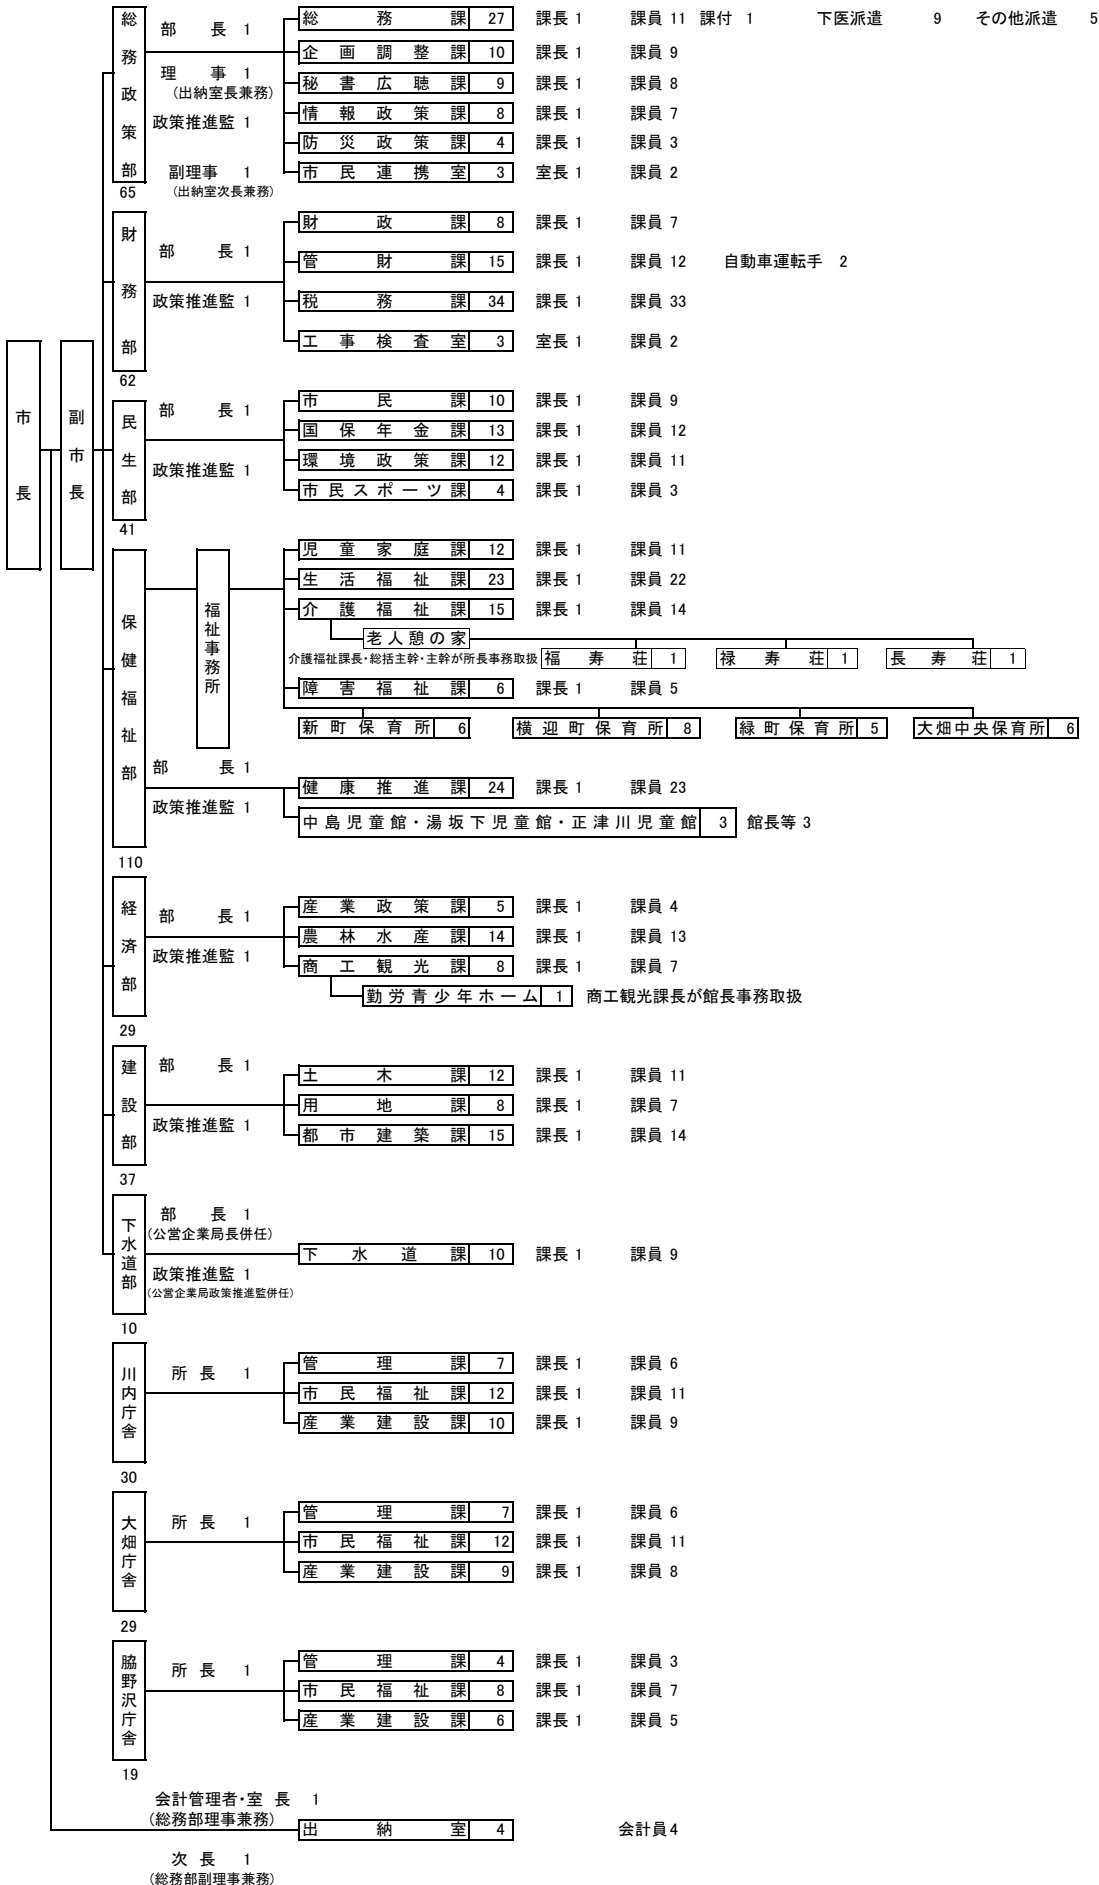 市長
副市長
総務政策部
65
部 長 1
理 事 1
(出納室長兼務)
政策推進監 1
副理事 1
(出納室次長兼務)
総務課 27 課長 1 課員 11 課付 1 下医派遣 9 その他派遣 5
企画調整課 10 課長 1 課員 9
秘書広聴課 9 課長 1 課員 8
情報政策課 8 課長 1 課員 7
防災政策課 4 課長 1 課員 3
市民連携室 3 室長 1 課員 2
財務部
62
部 長 1
政策推進監 1
財政課 8 課長 1 課員 7
管財課 15 課長 1 課員 12 自動車運転手 2
税務課 34 課長 1 課員 33
工事検査室 3 室長 1 課員 2
民生部
41
部 長 1
政策推進監 1
市民課 10 課長 1 課員 9
国保年金課 13 課長 1 課員 12
環境政策課 12 課長 1 課員 11
市民スポーツ課 4 課長 1 課員 3
保健福祉部
110
福祉事務所
児童家庭課 12 課長 1 課員 11
生活福祉課 23 課長 1 課員 22
介護福祉課 15 課長 1 課員 14
老人憩の家
介護福祉課長・総括主幹・主幹が所長事務取扱 福寿荘 1 禄寿荘 1 長寿荘 1
障害福祉課 6 課長 1 課員 5
新町保育所 6 横迎町保育所 8 緑町保育所 5 大畑中央保育所 6
部 長 1
政策推進監 1
健康推進課 24 課長 1 課員 23
中島児童館・湯坂下児童館・正津川児童館 3 館長等 3
経済部
29
部 長 1
政策推進監 1
産業政策課 5 課長 1 課員 4
農林水産課 14 課長 1 課員 13
商工観光課 8 課長 1 課員 7
勤労青少年ホーム 1 商工観光課長が館長事務取扱
建設部
37
部 長 1
政策推進監 1
土木課 12 課長 1 課員 11
用地課 8 課長 1 課員 7
都市建築課 15 課長 1 課員 14
下水道部
10
部 長 1
(公営企業局長併任)
政策推進監 1
(公営企業局政策推進監併任)
下水道課 10 課長 1 課員 9
川内庁舎
30
所 長 1
管理課 7 課長 1 課員 6
市民福祉課 12 課長 1 課員 11
産業建設課 10 課長 1 課員 9
大畑庁舎
29
所 長 1
管理課 7 課長 1 課員 6
市民福祉課 12 課長 1 課員 11
産業建設課 9 課長 1 課員 8
脇野沢庁舎
19
所 長 1
管理課 4 課長 1 課員 3
市民福祉課 8 課長 1 課員 7
産業建設課 6 課長 1 課員 5
会計管理者・室 長 1
(総務部理事兼務)
出納室 4 会計員4
次 長 1
(総務部副理事兼務)